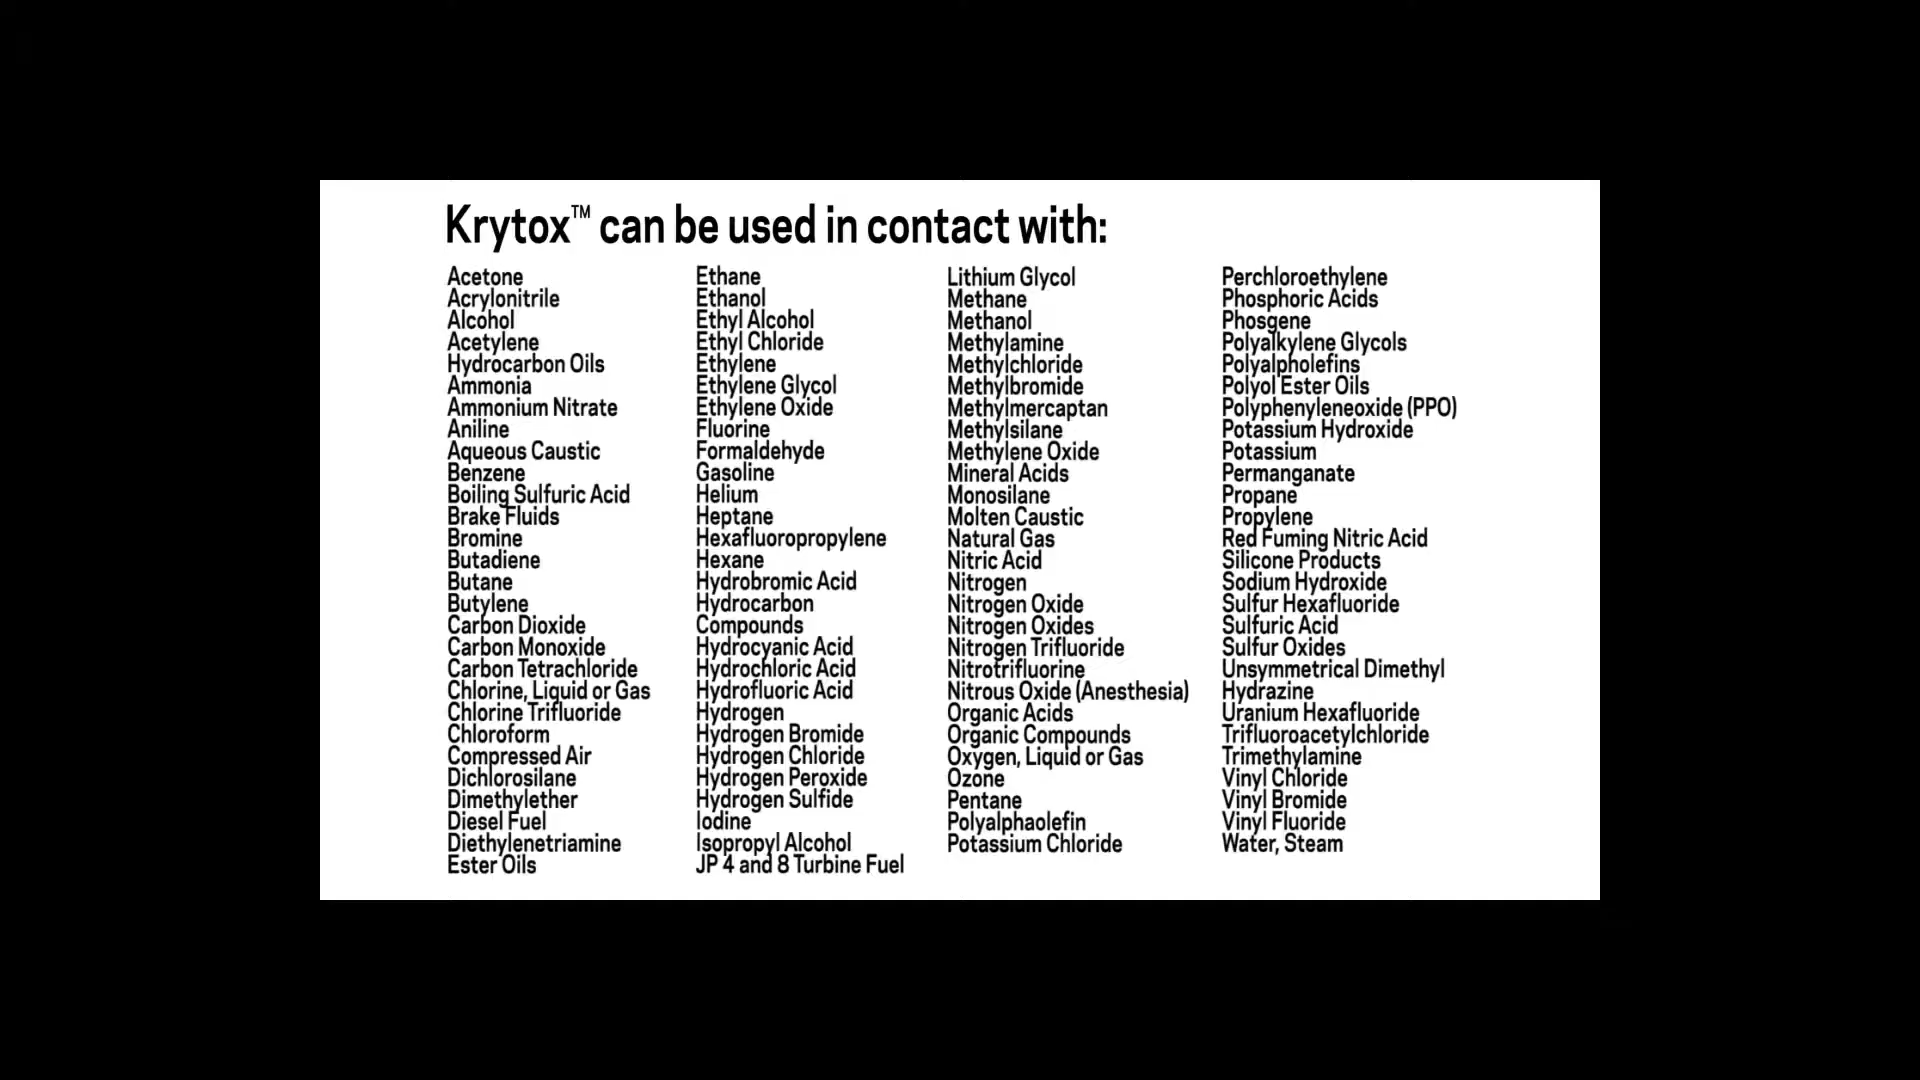 Krytox™ can be used in contact with:
Acetone
Acrylonitrile
Alcohol
Acetylene
Hydrocarbon Oils
Ammonia
Ammonium Nitrate
Aniline
Aqueous Caustic
Benzene
Boiling Sulfuric Acid
Brake Fluids
Bromine
Butadiene
Butane
Butylene
Carbon Dioxide
Carbon Monoxide
Carbon Tetrachloride
Chlorine, Liquid or Gas
Chlorine Trifluoride
Chloroform
Compressed Air
Dichlorosilane
Dimethylether
Diesel Fuel
Diethylenetriamine
Ester Oils
Ethane
Ethanol
Ethyl Alcohol
Ethyl Chloride
Ethylene
Ethylene Glycol
Ethylene Oxide
Fluorine
Formaldehyde
Gasoline
Helium
Heptane
Hexafluoropropylene
Hexane
Hydrobromic Acid
Hydrocarbon
Compounds
Hydrocyanic Acid
Hydrochloric Acid
Hydrofluoric Acid
Hydrogen
Hydrogen Bromide
Hydrogen Chloride
Hydrogen Peroxide
Hydrogen Sulfide
Iodine
Isopropyl Alcohol
JP 4 and 8 Turbine Fuel
Lithium Glycol
Methane
Methanol
Methylamine
Methylchloride
Methylbromide
Methylmercaptan
Methylsilane
Methylene Oxide
Mineral Acids
Monosilane
Molten Caustic
Natural Gas
Nitric Acid
Nitrogen
Nitrogen Oxide
Nitrogen Oxides
Nitrogen Trifluoride
Nitrotrifluorine
Nitrous Oxide (Anesthesia)
Organic Acids
Organic Compounds
Oxygen, Liquid or Gas
Ozone
Pentane
Polyalphaolefin
Potassium Chloride
Perchloroethylene
Phosphoric Acids
Phosgene
Polyalkylene Glycols
Polyalpholefins
Polyol Ester Oils
Polyphenyleneoxide (PPO)
Potassium Hydroxide
Potassium
Permanganate
Propane
Propylene
Red Fuming Nitric Acid
Silicone Products
Sodium Hydroxide
Sulfur Hexafluoride
Sulfuric Acid
Sulfur Oxides
Unsymmetrical Dimethyl
Hydrazine
Uranium Hexafluoride
Trifluoroacetylchloride
Trimethylamine
Vinyl Chloride
Vinyl Bromide
Vinyl Fluoride
Water, Steam